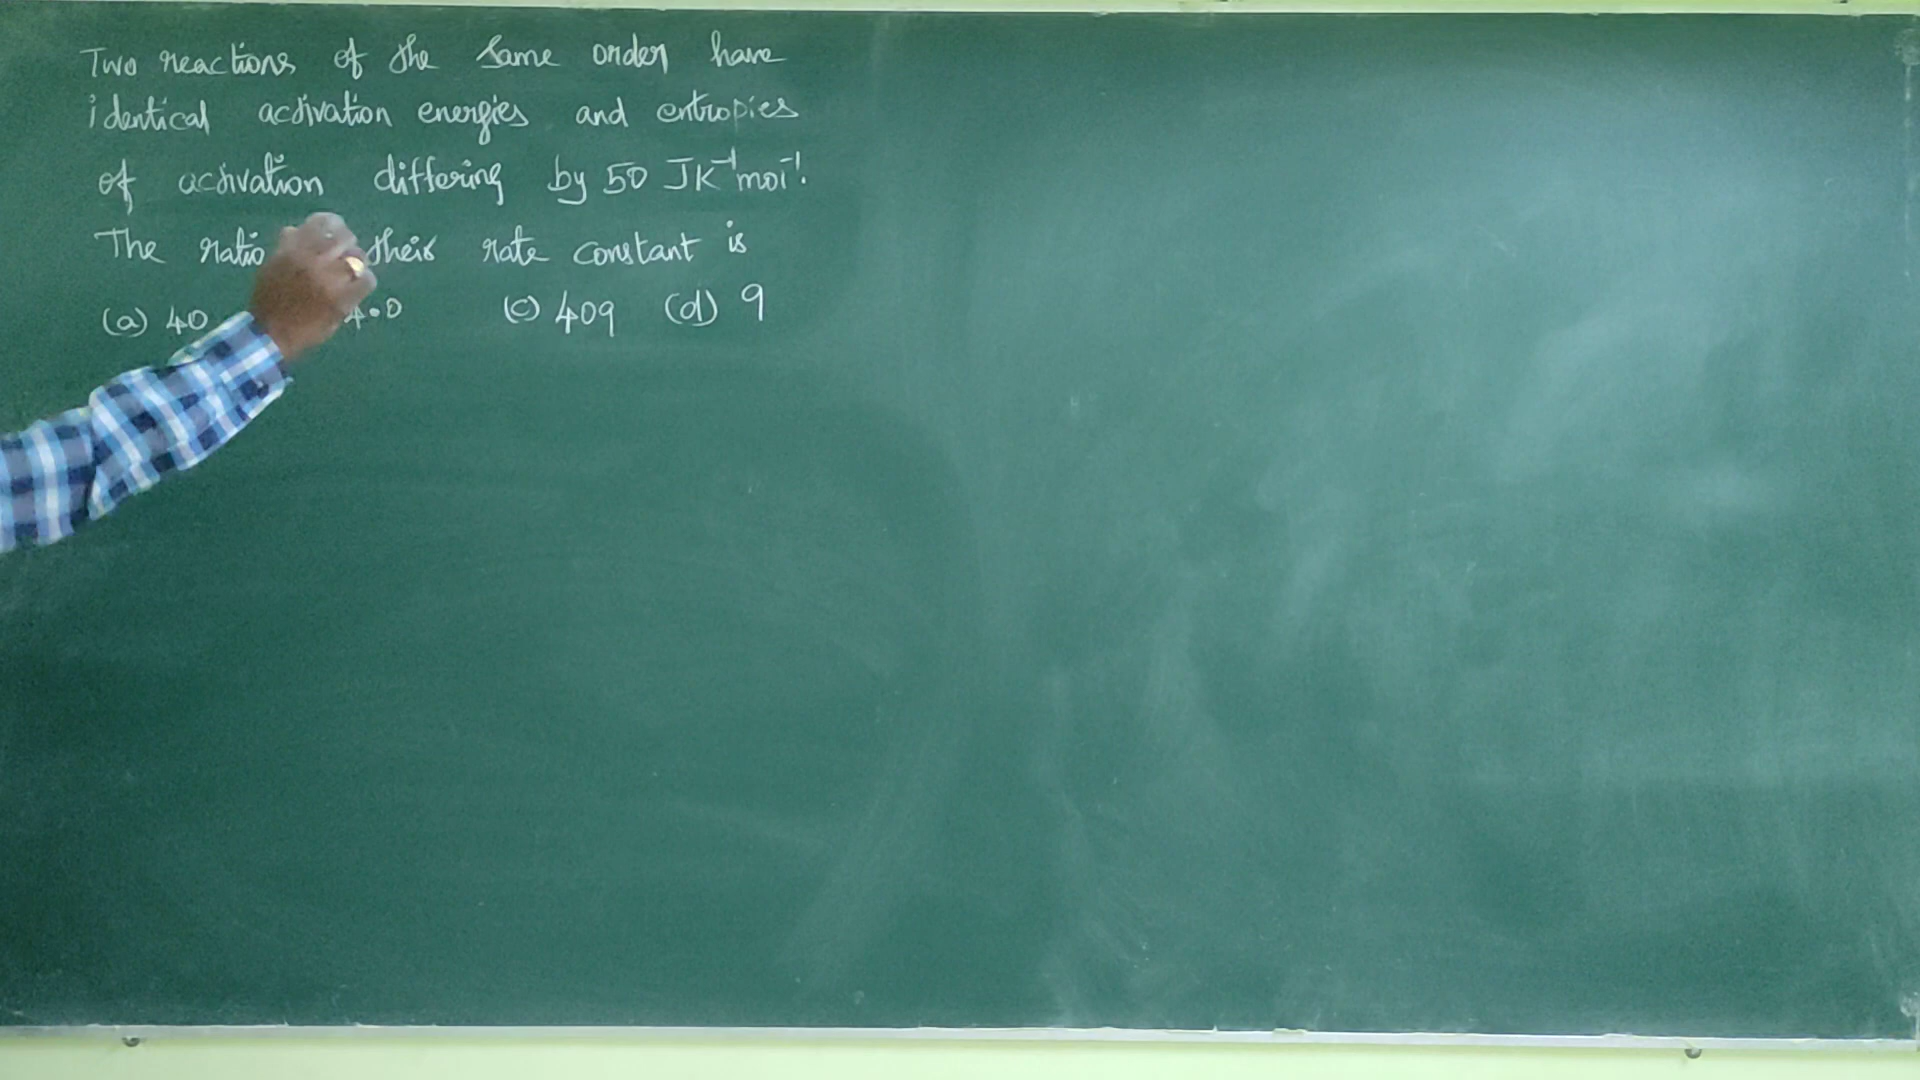 Two reactions of the same order have
identical activation energies and entropies
of activation differing by 50 JK⁻¹mol⁻¹.
The ratio their rate constant is
(a) 40 4.0 (c) 409 (d) 9